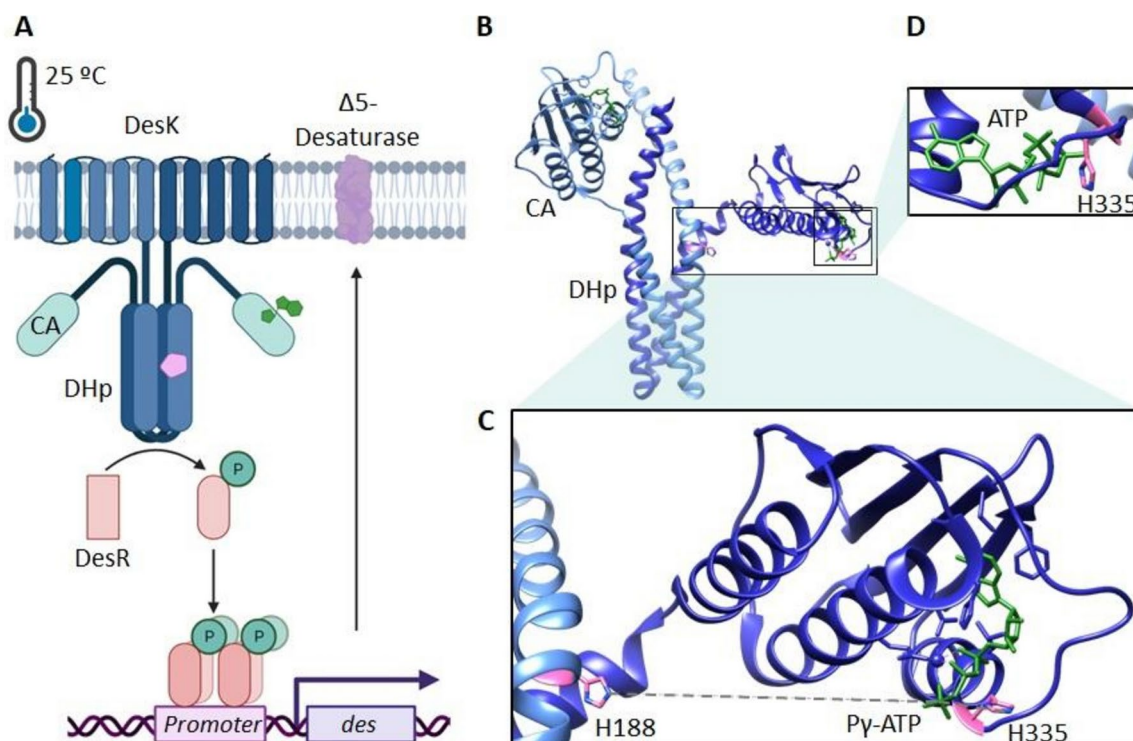 A
25 ºC
DesK
Δ5-
Desaturase
CA
DHp
P
DesR
P
P
Promoter
des
B
CA
DHp
D
ATP
H335
C
H188
Pγ-ATP
H335